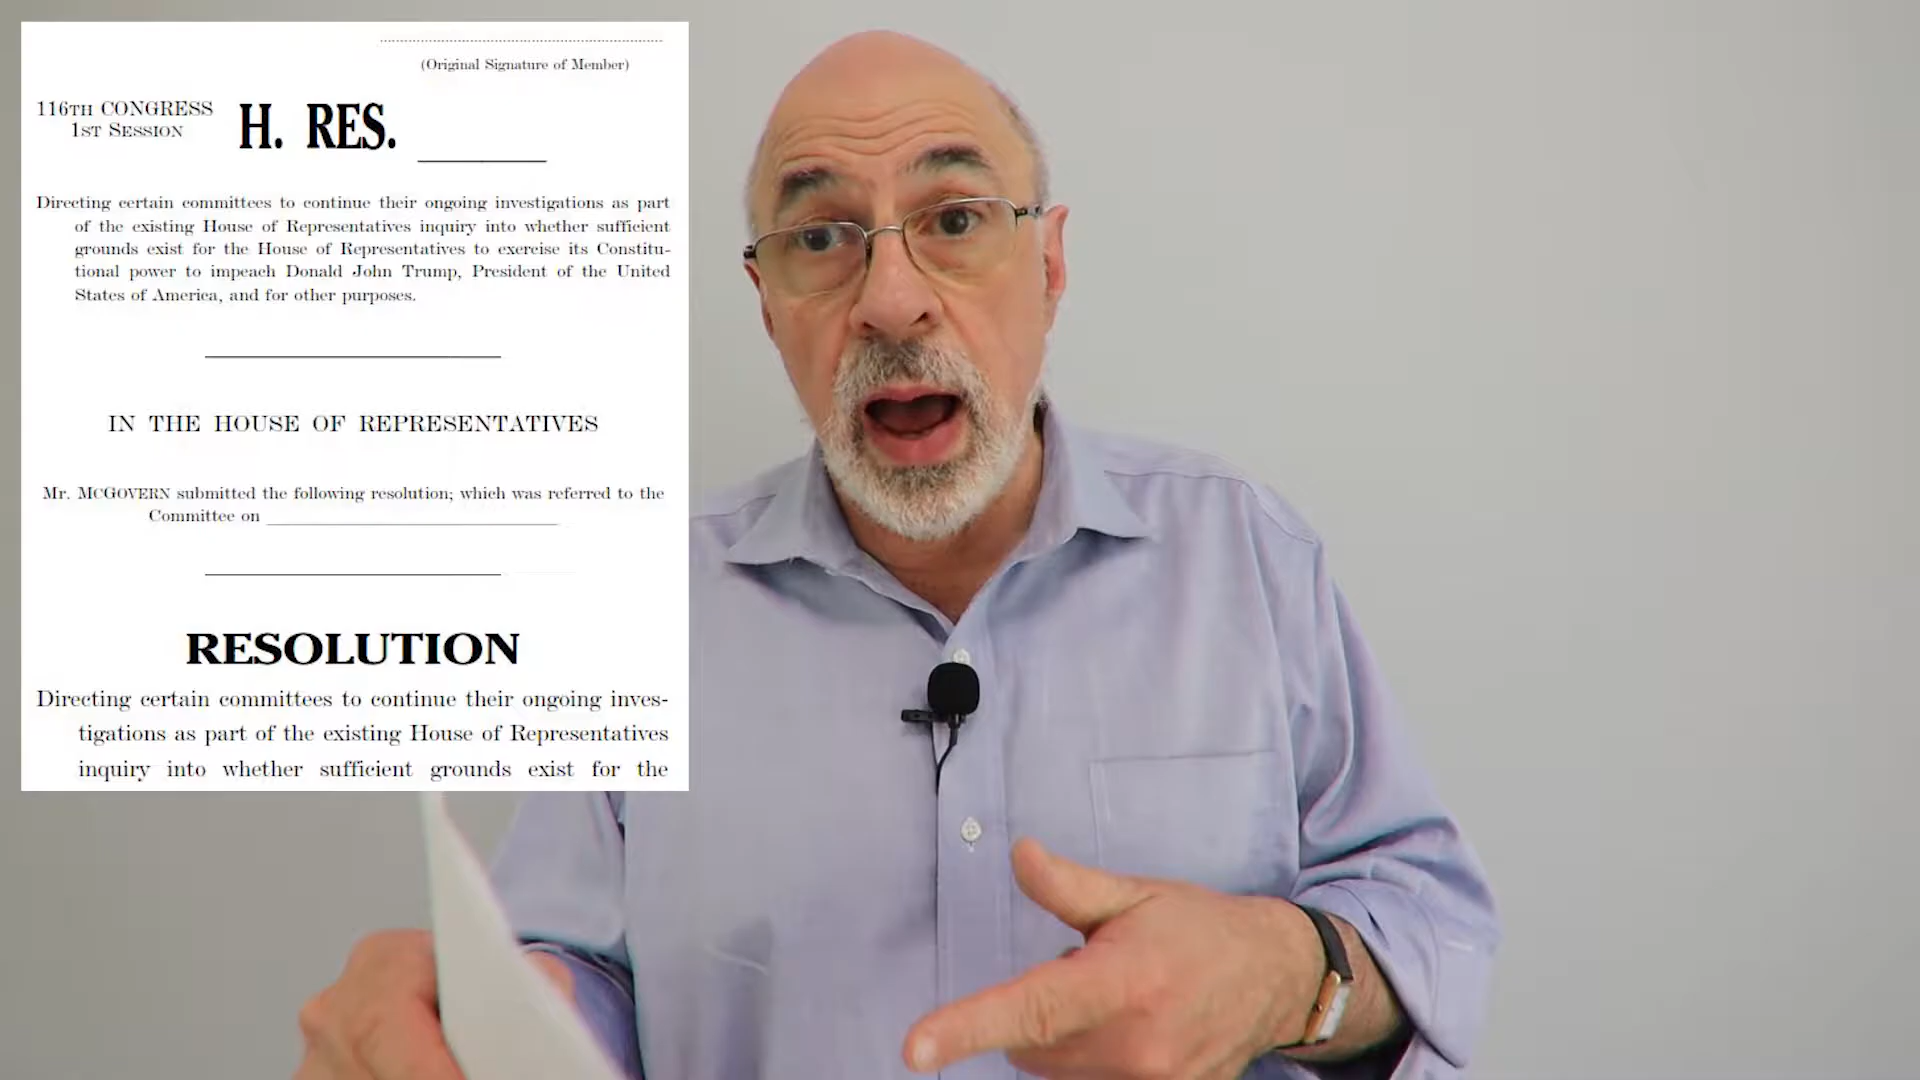 (Original Signature of Member)
116TH CONGRESS
1ST SESSION
H. RES.
Directing certain committees to continue their ongoing investigations as part
of the existing House of Representatives inquiry into whether sufficient
grounds exist for the House of Representatives to exercise its Constitu-
tional power to impeach Donald John Trump, President of the United
States of America, and for other purposes.
IN THE HOUSE OF REPRESENTATIVES
Mr. MCGOVERN submitted the following resolution; which was referred to the
Committee on
RESOLUTION
Directing certain committees to continue their ongoing inves-
tigations as part of the existing House of Representatives
inquiry into whether sufficient grounds exist for the